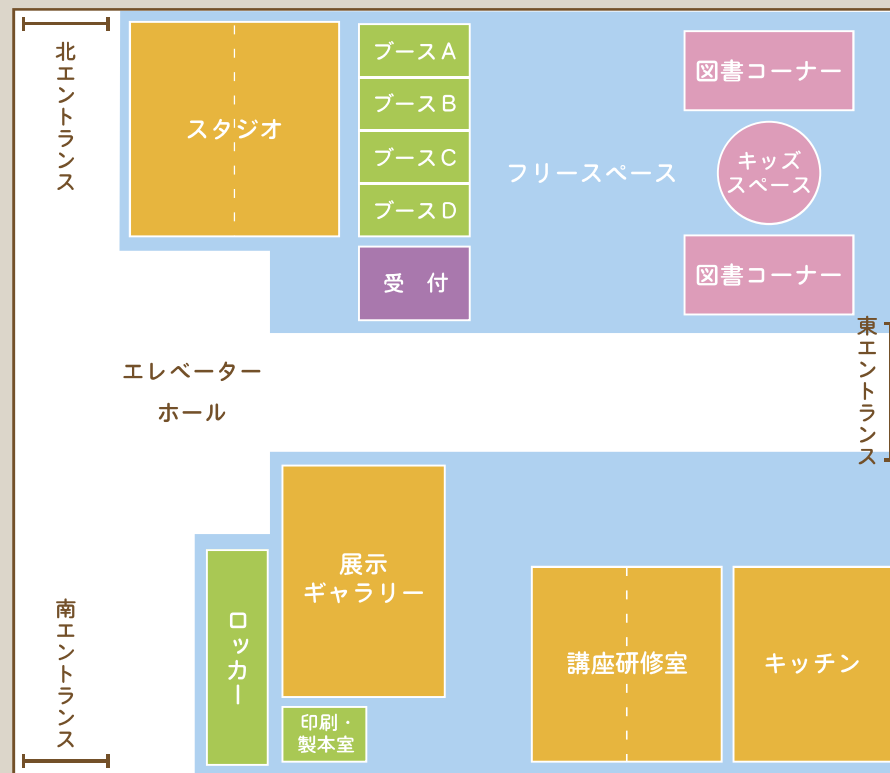 北エントランス
スタジオ
ブースA
ブースB
ブースC
ブースD
受　付
フリースペース
図書コーナー
キッズ
スペース
図書コーナー
東エントランス
エレベーター
ホール
展示
ギャラリー
ロッカー
印刷・
製本室
講座研修室
キッチン
南エントランス